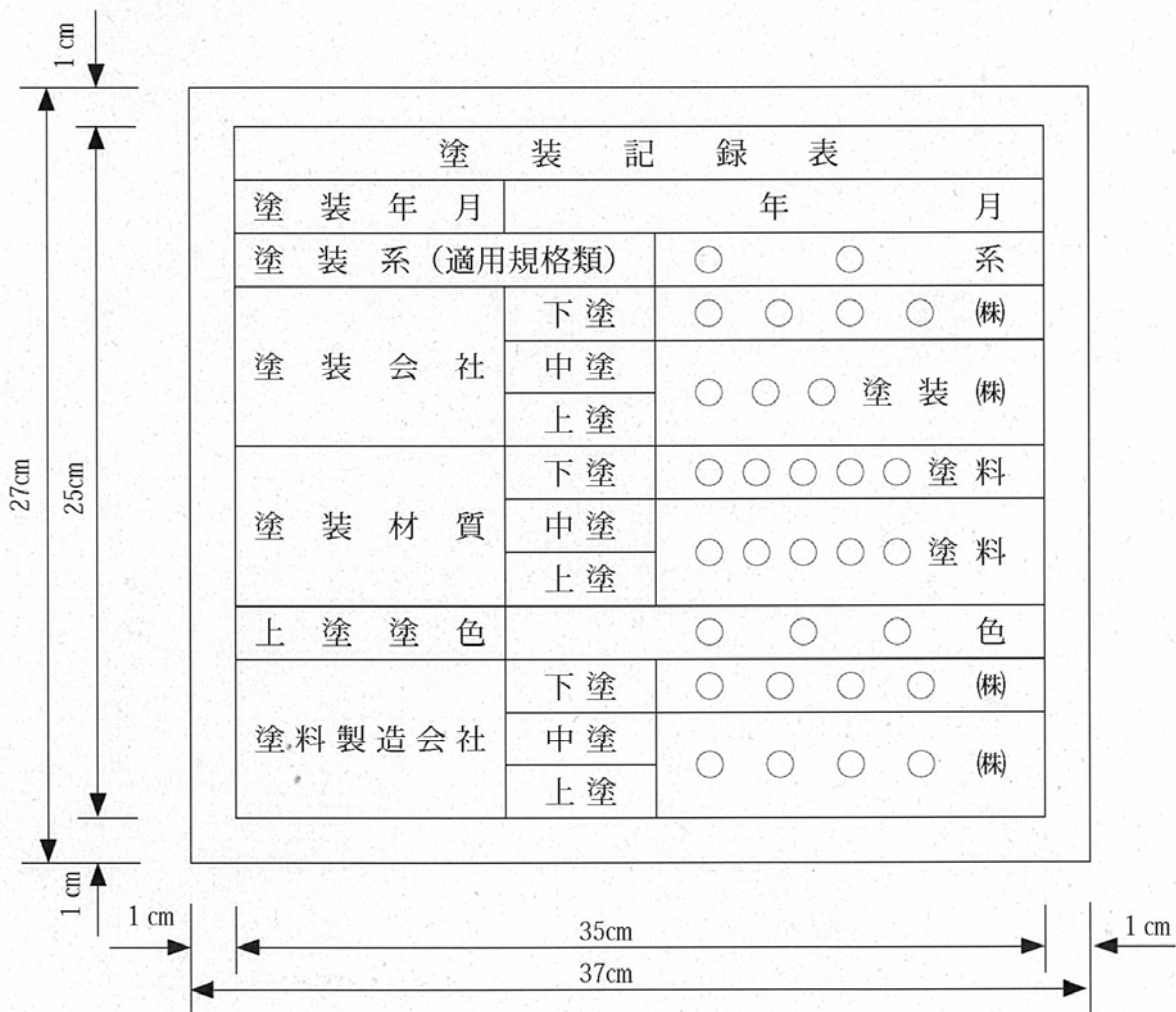 1 cm
塗装記録表
塗装年月 年 月
塗装系（適用規格類） ○ ○ 系
下塗 ○ ○ ○ ○ ㈱
塗装会社 中塗 ○ ○ ○ 塗装 ㈱
上塗
下塗 ○ ○ ○ ○ ○ 塗料
塗装材質 中塗 ○ ○ ○ ○ ○ 塗料
上塗
上塗塗色 ○ ○ ○ 色
下塗 ○ ○ ○ ○ ㈱
塗料製造会社 中塗 ○ ○ ○ ○ ㈱
上塗
27cm
25cm
1 cm
1 cm
35cm
1 cm
37cm